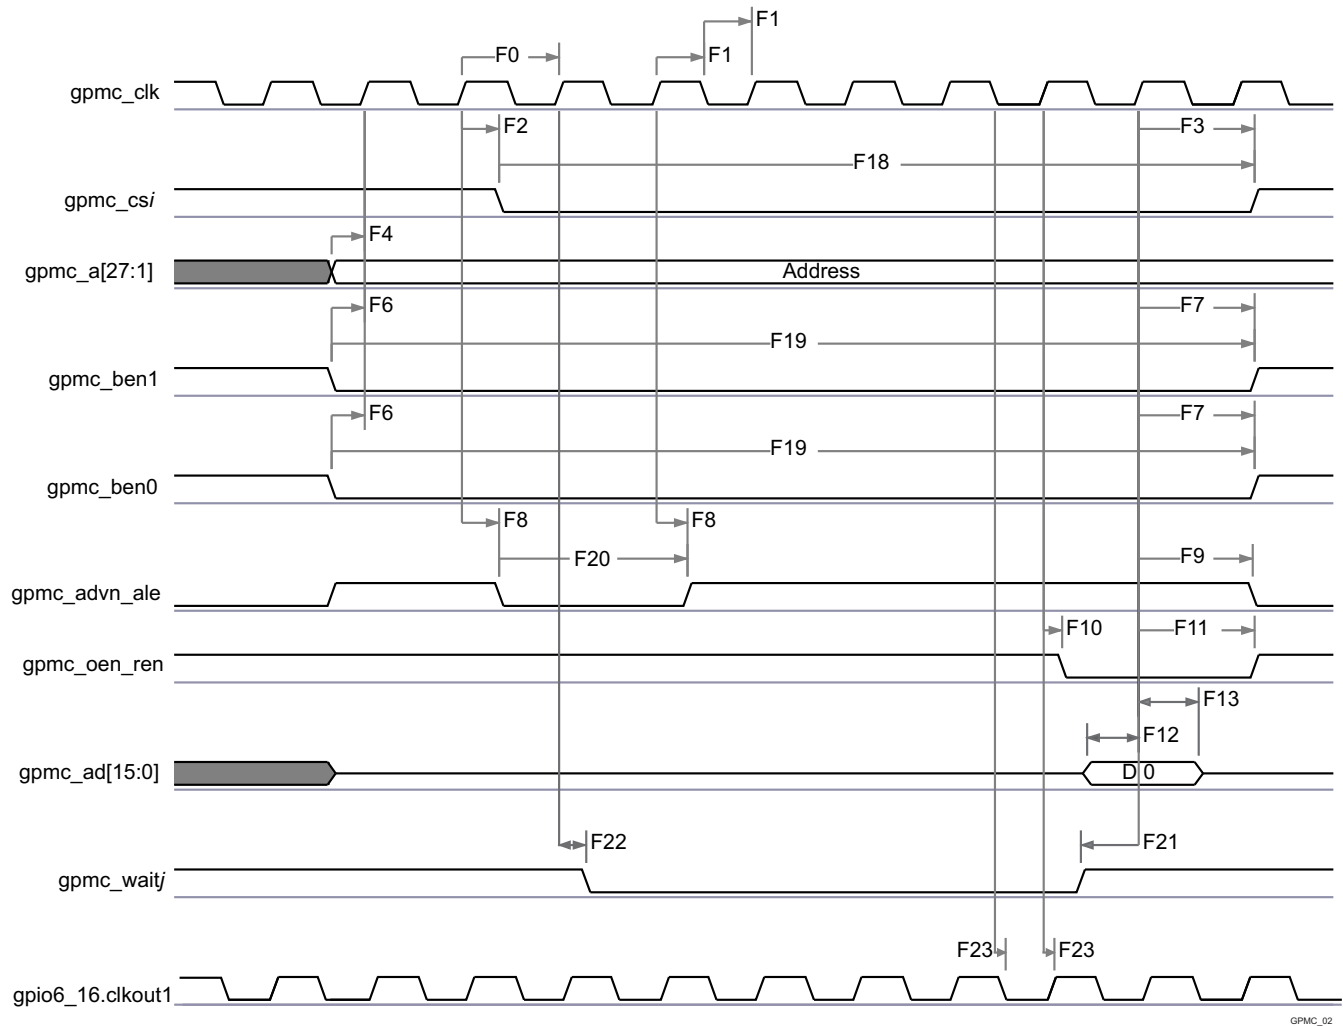 F1
F0
F1
gpmc_clk
F2
F3
F18
gpmc_csi
F4
gpmc_a[27:1]
Address
F6
F7
F19
gpmc_ben1
F6
F7
F19
gpmc_ben0
F8
F8
F20
F9
gpmc_advn_ale
F10
F11
gpmc_oen_ren
F13
F12
gpmc_ad[15:0]
D 0
F22
F21
gpmc_waitj
F23
F23
gpio6_16.clkout1
GPMC_02